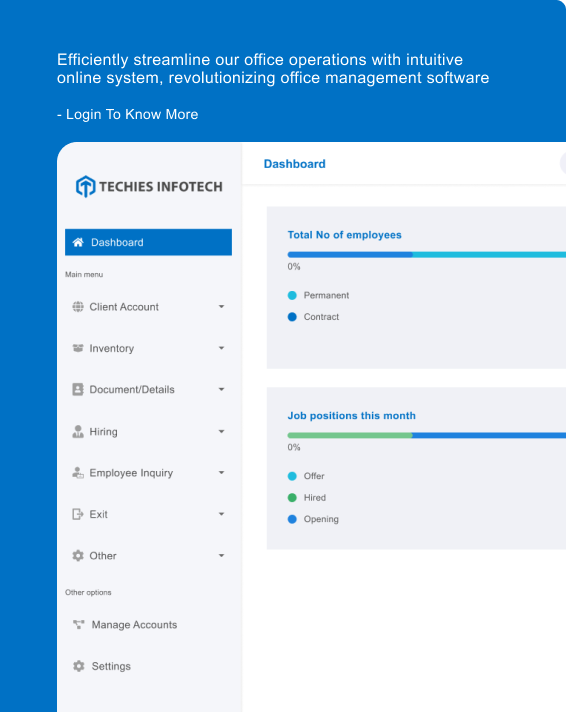 Efficiently streamline our office operations with intuitive
online system, revolutionizing office management software
- Login To Know More
TECHIES INFOTECH
Dashboard
Main menu
Client Account
Inventory
Document/Details
Hiring
Employee Inquiry
Exit
Other
Other options
Manage Accounts
Settings
Dashboard
Total No of employees
0%
Permanent
Contract
Job positions this month
0%
Offer
Hired
Opening